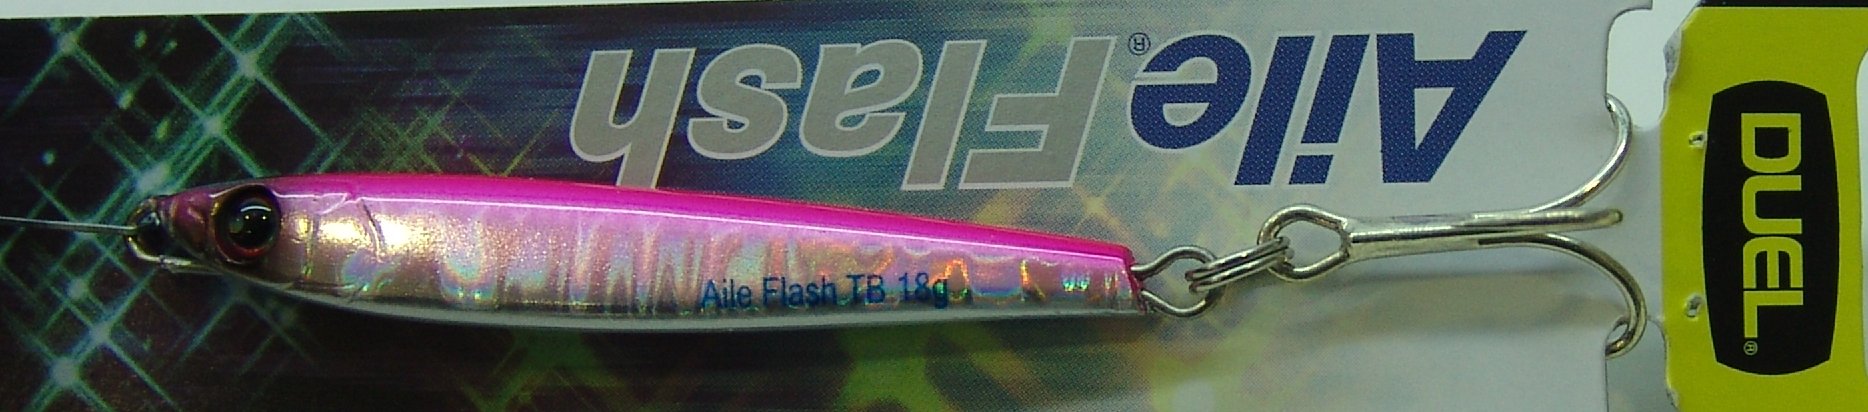 Aile Flash®
Aile Flash TB 18g
DUEL®